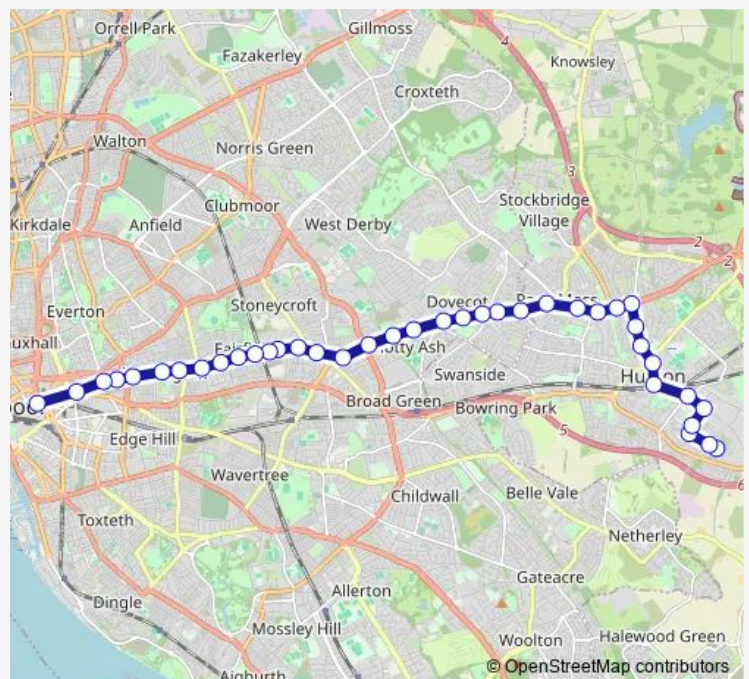 Orrell Park
Gillmoss
Fazakerley
Knowsley
4
Croxteth
Walton
Norris Green
3
Stockbridge
Village
Clubmoor
Kirkdale
Anfield
West Derby
2
2
Everton
Stoneycroft
Dovecot
Swanside
Broad Green
Bowring Park
5
Edge Hill
6
Wavertree
Childwall
Belle Vale
Toxteth
Netherley
Gateacre
Allerton
Dingle
Mossley Hill
Woolton
Halewood Green
Aigburth
© OpenStreetMap contributors